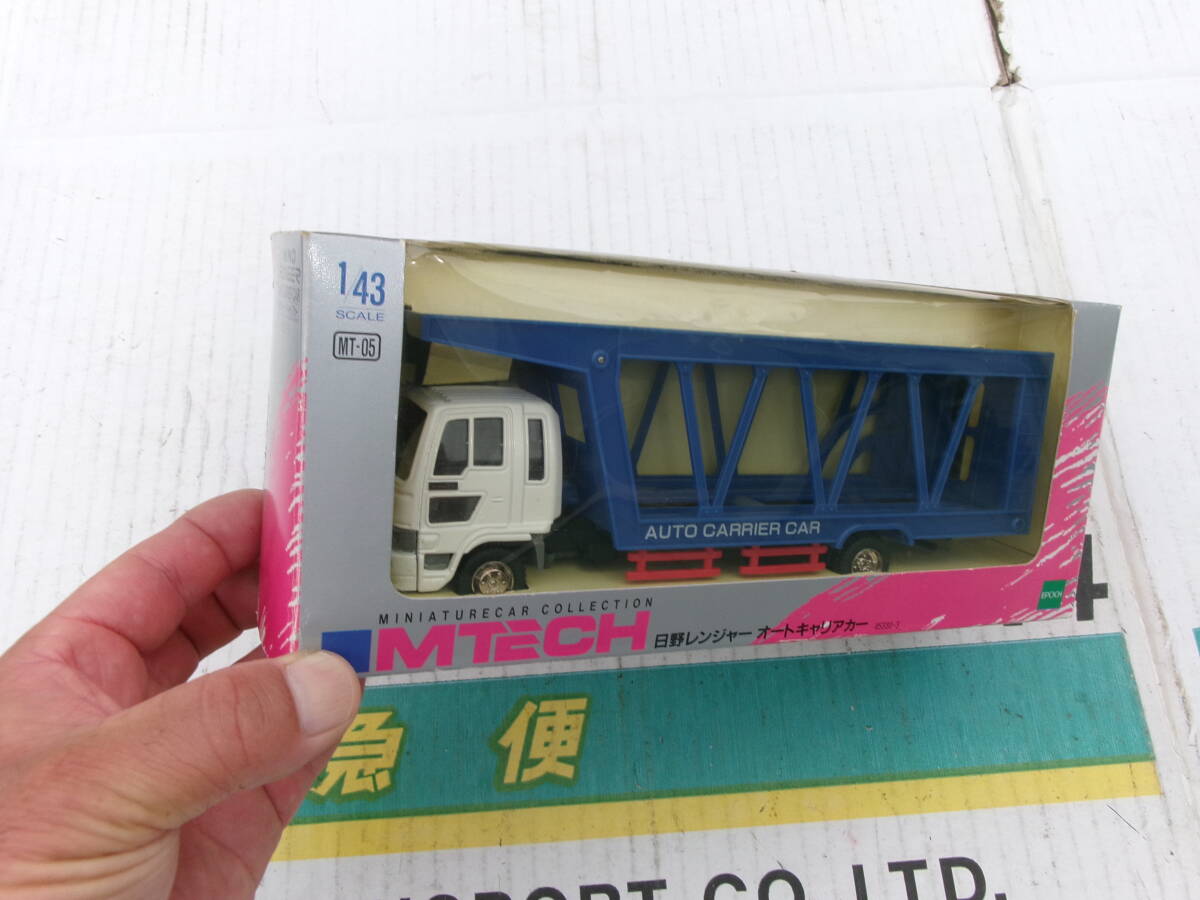 1/43
SCALE
MT-05
AUTO CARRIER CAR
MINIATURECAR COLLECTION
MTECH 日野レンジャー オートキャリアカー
EPOCH
急便
CO.,LTD.